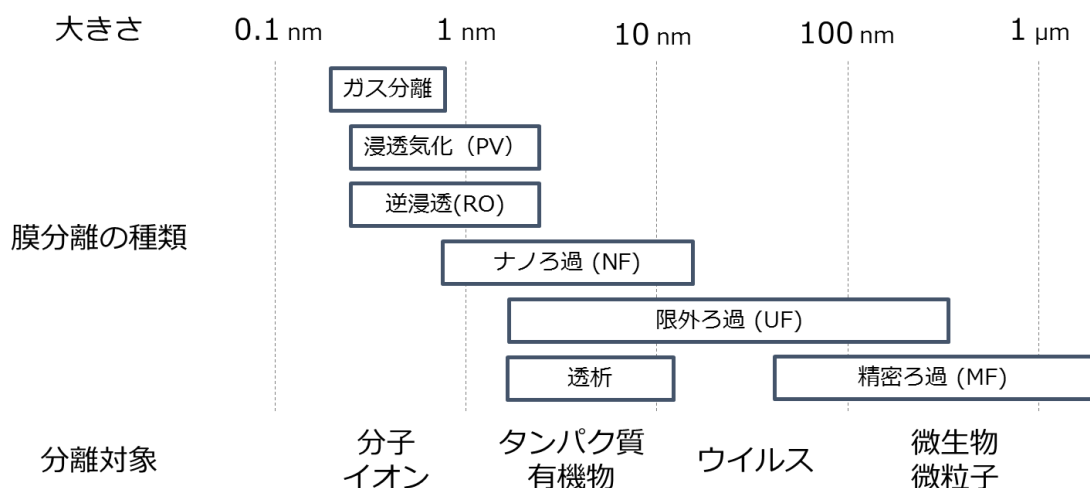 大きさ 0.1 nm 1 nm 10 nm 100 nm 1 μm
ガス分離
浸透気化（PV）
逆浸透(RO)
膜分離の種類
ナノろ過 (NF)
限外ろ過 (UF)
透析 精密ろ過 (MF)
分離対象
分子
イオン
タンパク質
有機物
ウイルス
微生物
微粒子